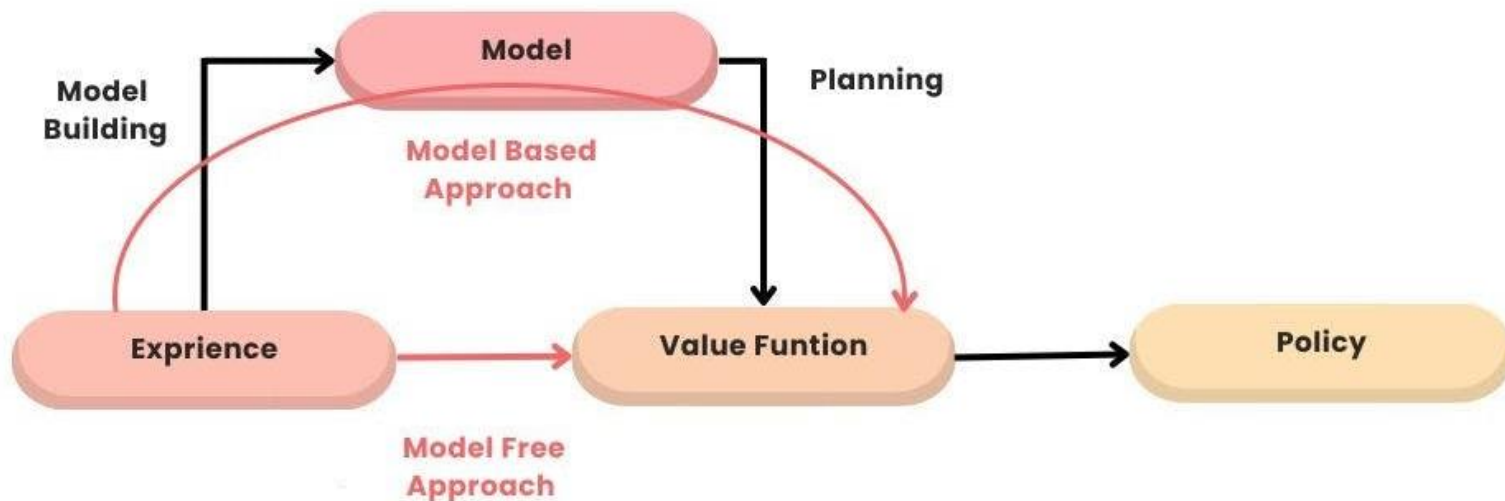 Model
Planning
Model
Building
Model Based
Approach
Exprience
Value Funtion
Policy
Model Free
Approach